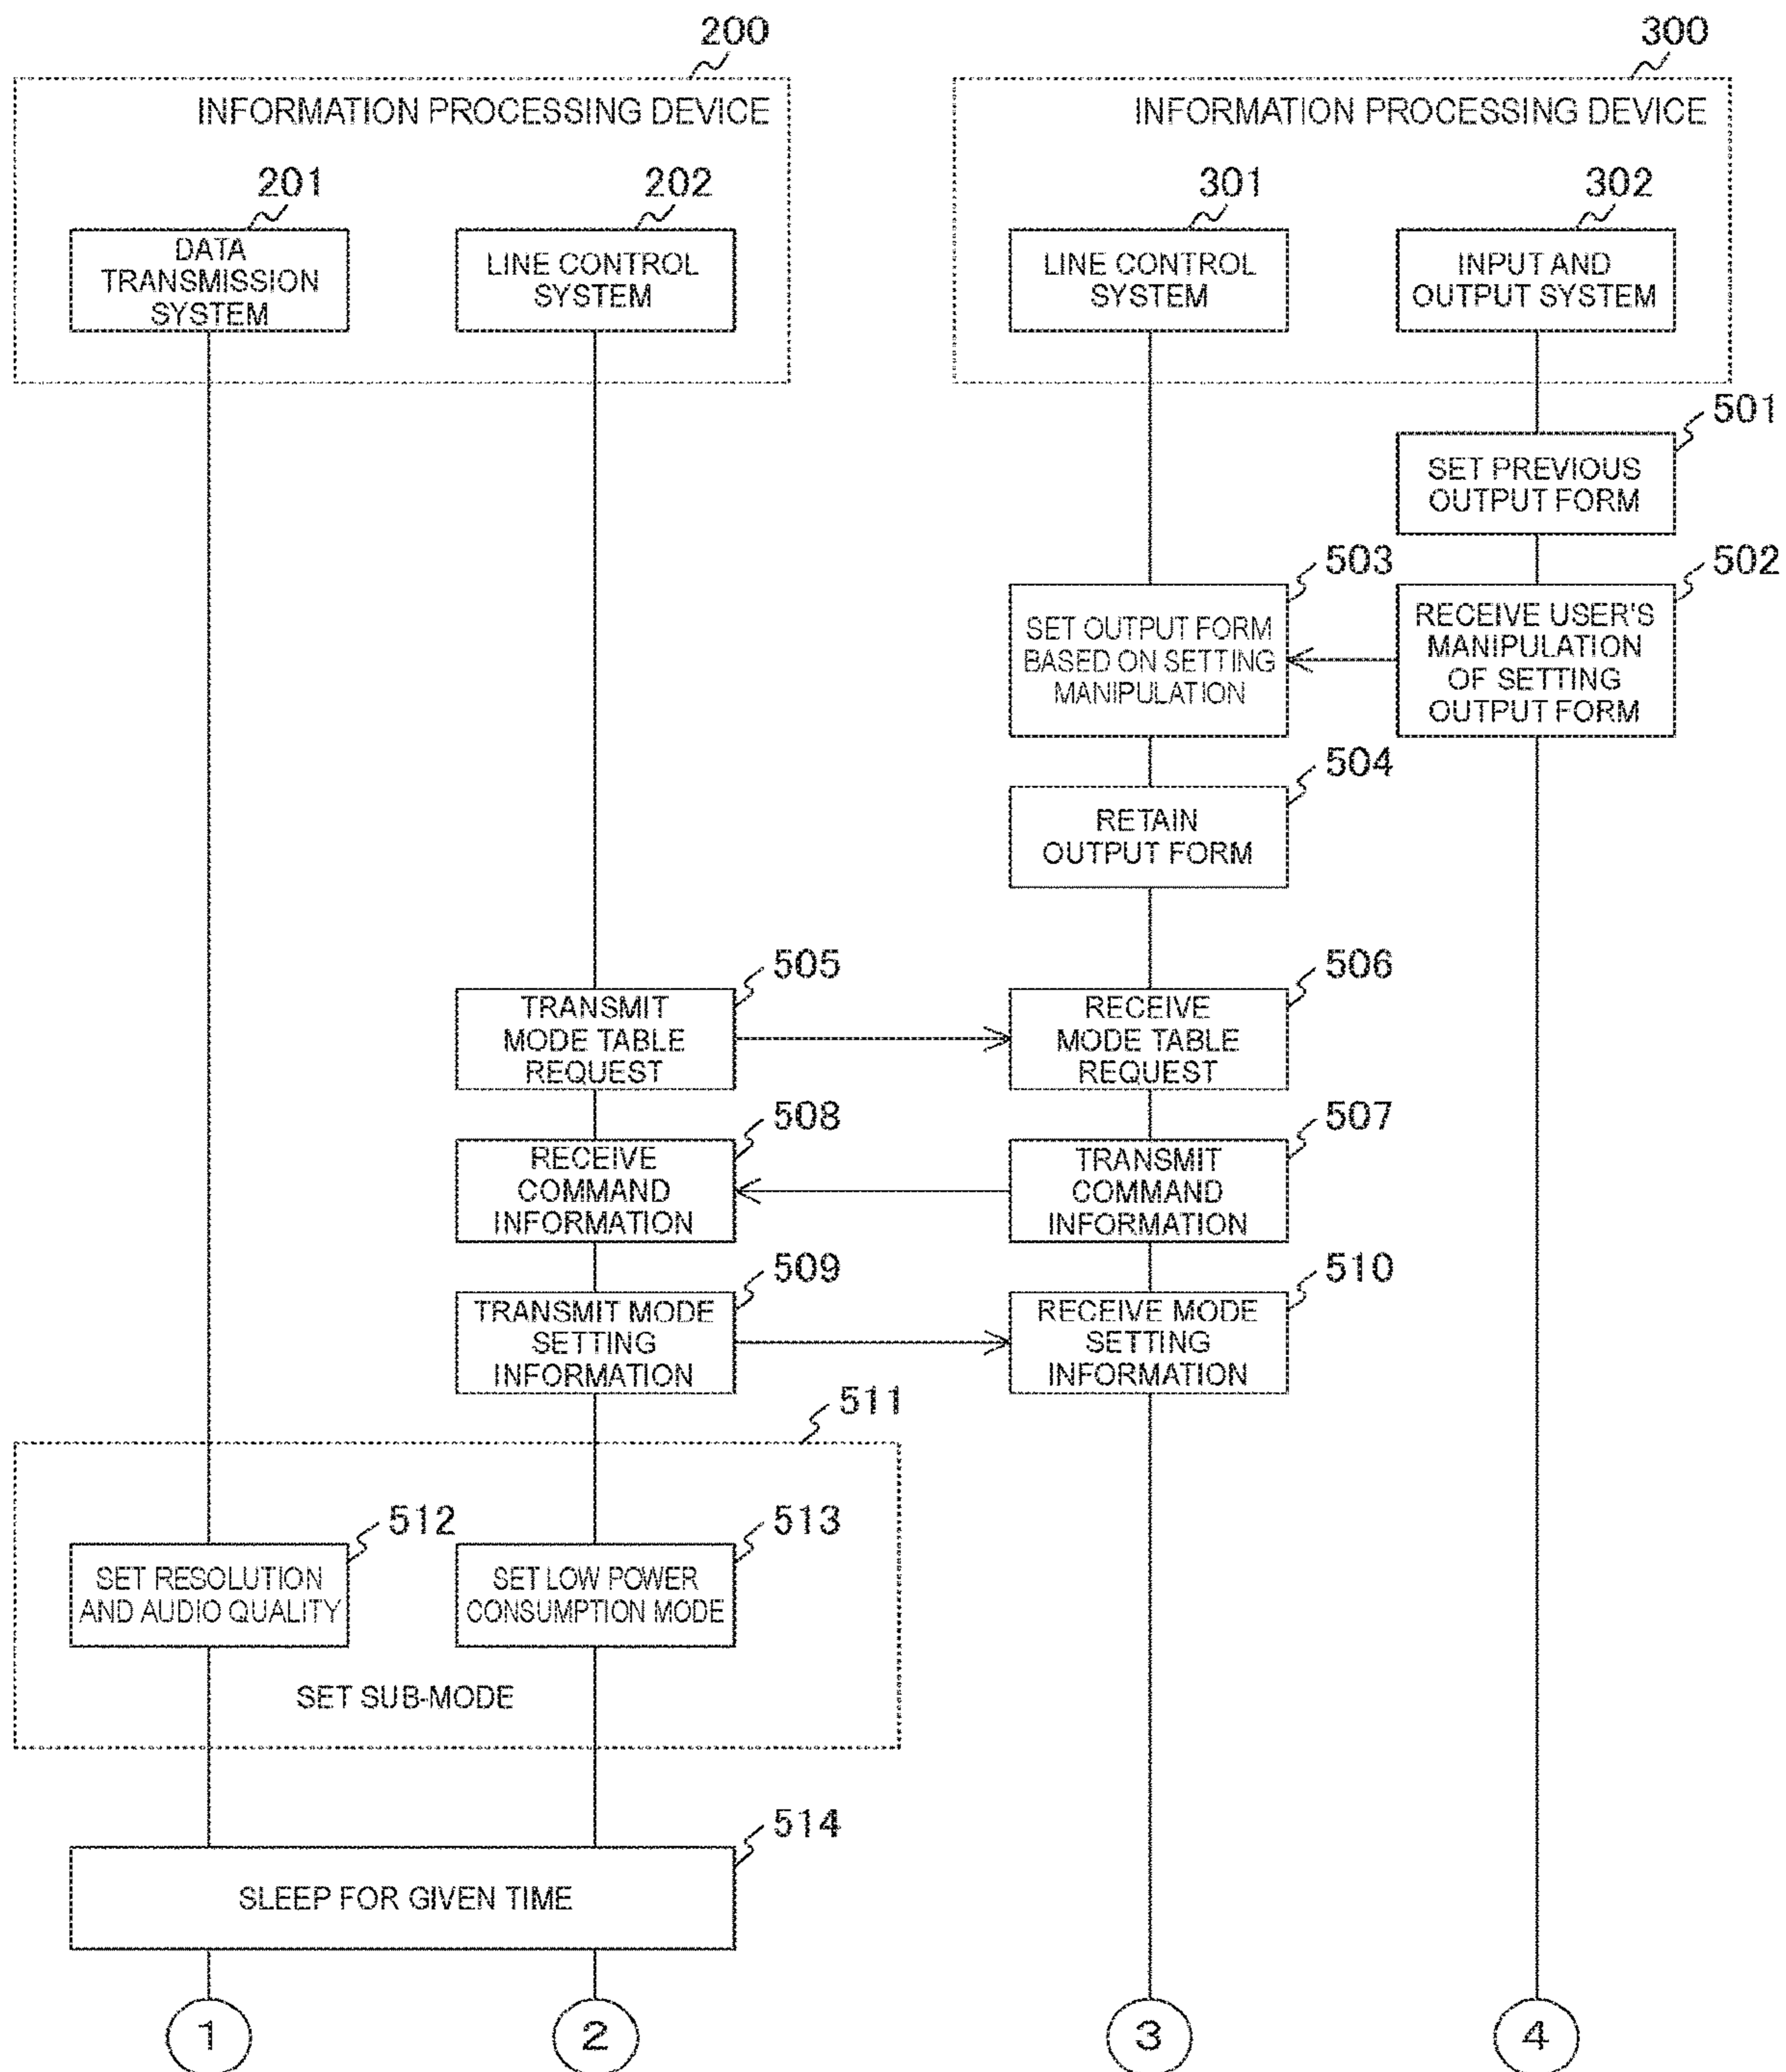 200
300
INFORMATION PROCESSING DEVICE
INFORMATION PROCESSING DEVICE
201
202
301
302
DATA
TRANSMISSION
SYSTEM
LINE CONTROL
SYSTEM
LINE CONTROL
SYSTEM
INPUT AND
OUTPUT SYSTEM
501
SET PREVIOUS
OUTPUT FORM
503
502
SET OUTPUT FORM
BASED ON SETTING
MANIPULATION
RECEIVE USER'S
MANIPULATION
OF SETTING
OUTPUT FORM
504
RETAIN
OUTPUT FORM
505
506
TRANSMIT
MODE TABLE
REQUEST
RECEIVE
MODE TABLE
REQUEST
508
507
RECEIVE
COMMAND
INFORMATION
TRANSMIT
COMMAND
INFORMATION
509
510
TRANSMIT MODE
SETTING
INFORMATION
RECEIVE MODE
SETTING
INFORMATION
511
512
513
SET RESOLUTION
AND AUDIO QUALITY
SET LOW POWER
CONSUMPTION MODE
SET SUB-MODE
514
SLEEP FOR GIVEN TIME
1
2
3
4